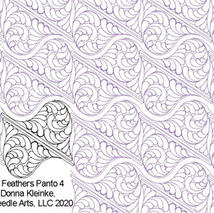 Feathers Panto 4
Donna Kleinke,
eedle Arts, LLC 2020